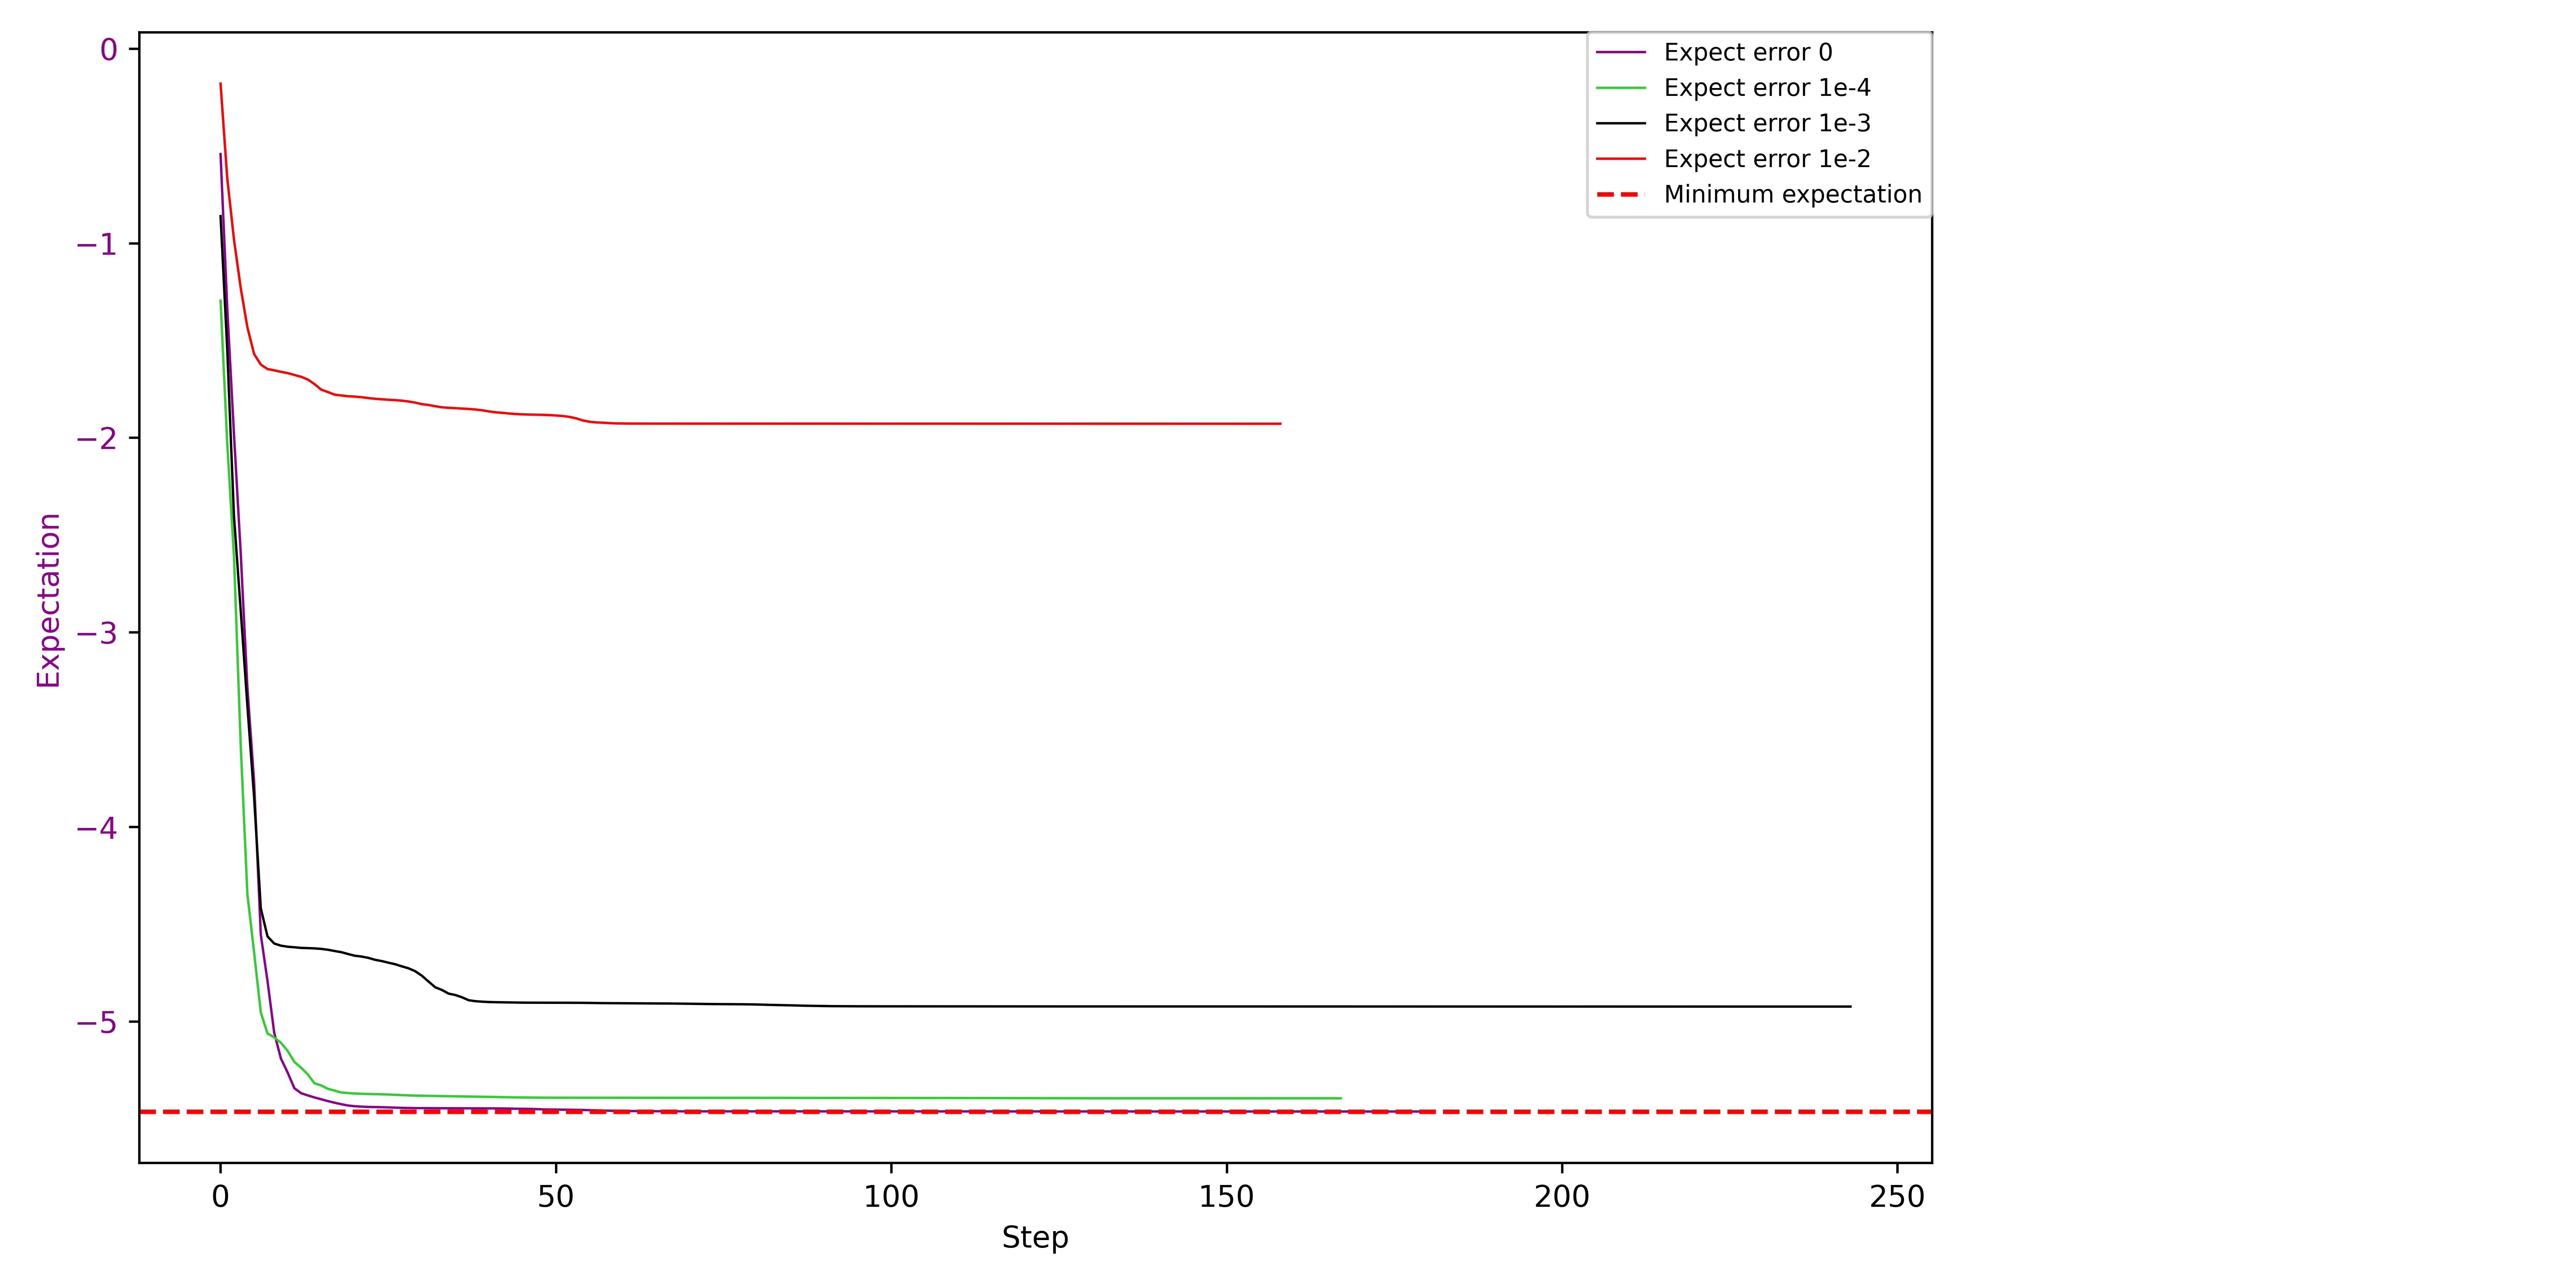 Expect error 0
Expect error 1e-4
Expect error 1e-3
Expect error 1e-2
Minimum expectation
0
−1
−2
−3
−4
−5
Expectation
0 50 100 150 200 250
Step